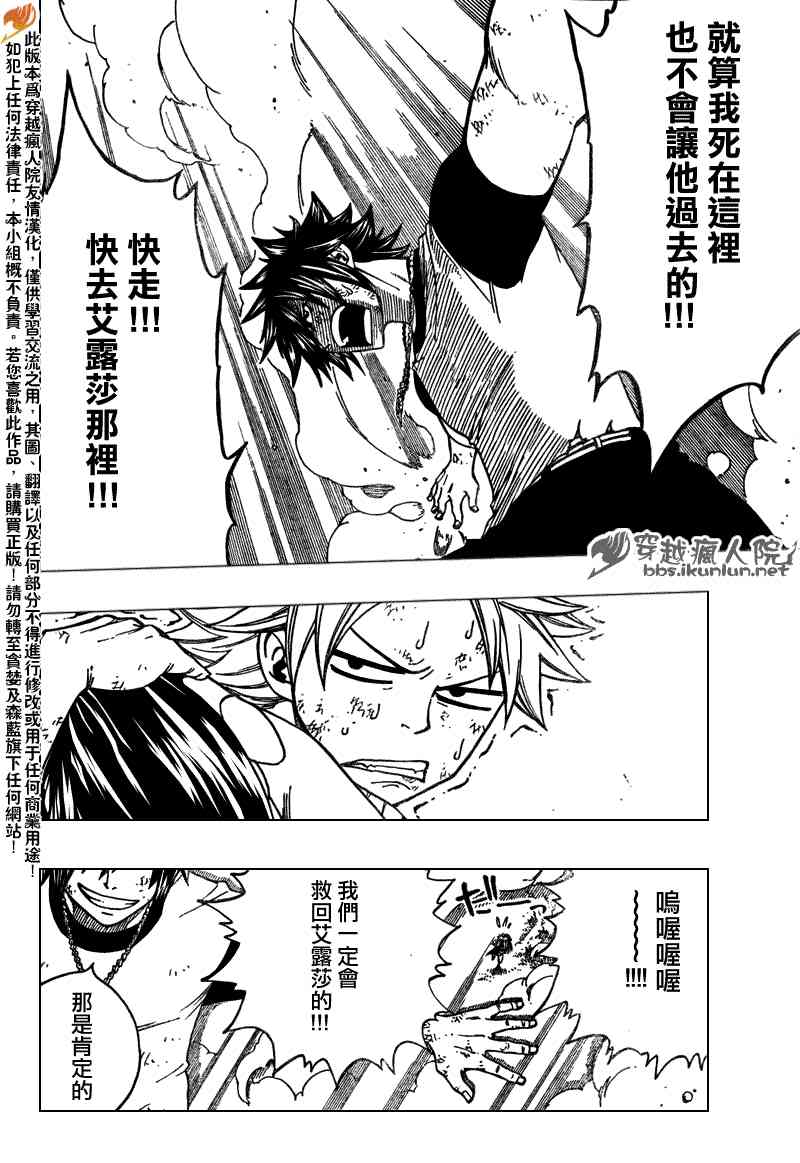 就算我死在這裡
也不會讓他過去的!!!
快走!!!
快去艾露莎那裡!!!
穿越瘋人院
bbs.ikunlun.net
嗚喔喔喔
～～～!!!!
だ!!
我們一定會
救回艾露莎的!!!
那是肯定的
此版本爲穿越瘋人院友情漢化，僅供學習交流之用，其圖、翻譯以及任何部分不得進行修改或用于任何商業用途！
如犯上任何法律責任，本小組概不負責。若您喜歡此作品，請購買正版！請勿轉至貪婪及森藍旗下任何網站！